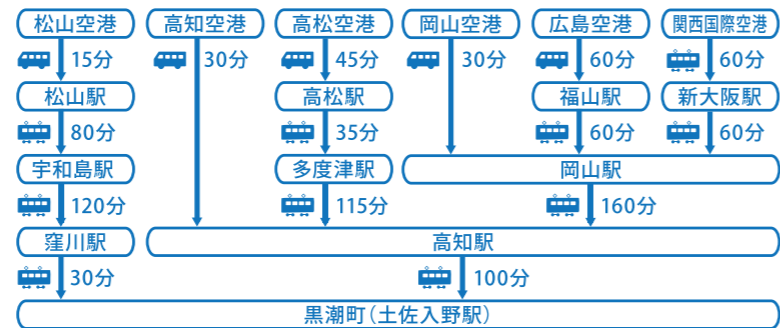 松山空港 高知空港 高松空港 岡山空港 広島空港 関西国際空港
15分 30分 45分 30分 60分 60分
松山駅 高松駅 福山駅 新大阪駅
80分 35分 60分 60分
宇和島駅 多度津駅 岡山駅
120分 115分 160分
窪川駅 高知駅
30分 100分
黒潮町(土佐入野駅)